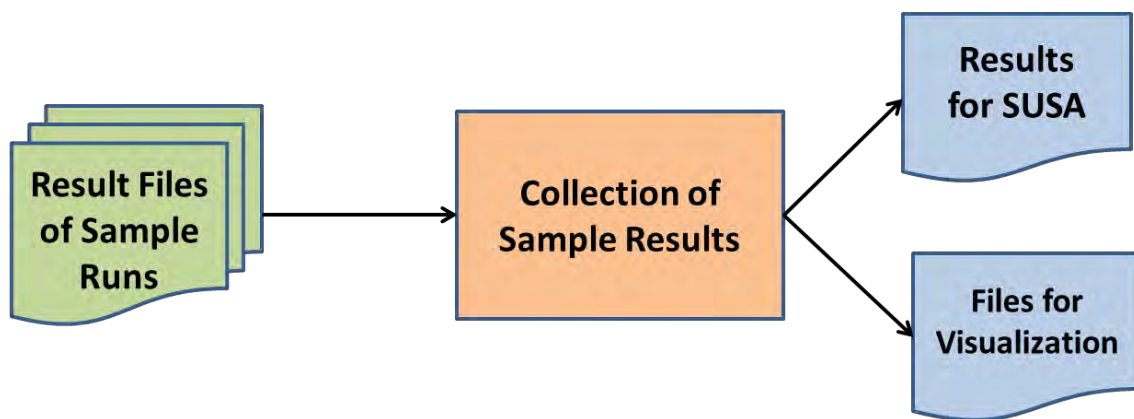 Result Files
of Sample
Runs
Collection of
Sample Results
Results
for SUSA
Files for
Visualization